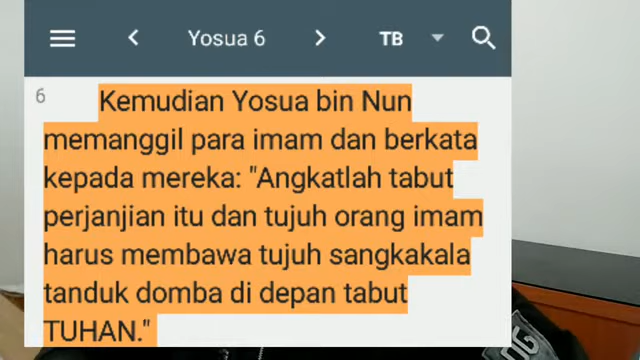 Yosua 6
TB
6 Kemudian Yosua bin Nun
memanggil para imam dan berkata
kepada mereka: "Angkatlah tabut
perjanjian itu dan tujuh orang imam
harus membawa tujuh sangkakala
tanduk domba di depan tabut
TUHAN."